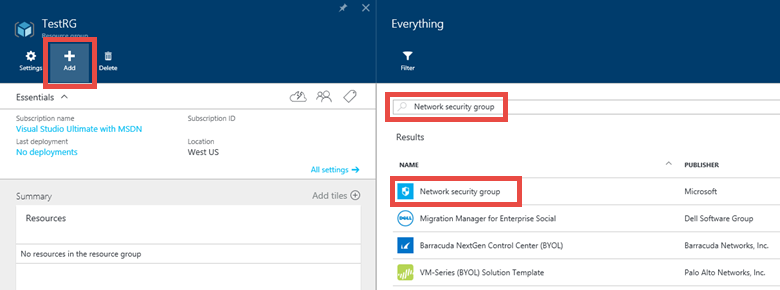 TestRG
Resource group
Settings
Add
Delete
Essentials
Subscription name
Visual Studio Ultimate with MSDN
Subscription ID
Last deployment
No deployments
Location
West US
All settings →
Summary
Add tiles
Resources
No resources in the resource group
Everything
Filter
Network security group
Results
NAME PUBLISHER
Network security group Microsoft
DELL Migration Manager for Enterprise Social Dell Software Group
Barracuda NextGen Control Center (BYOL) Barracuda Networks, Inc.
VM-Series (BYOL) Solution Template Palo Alto Networks, Inc.